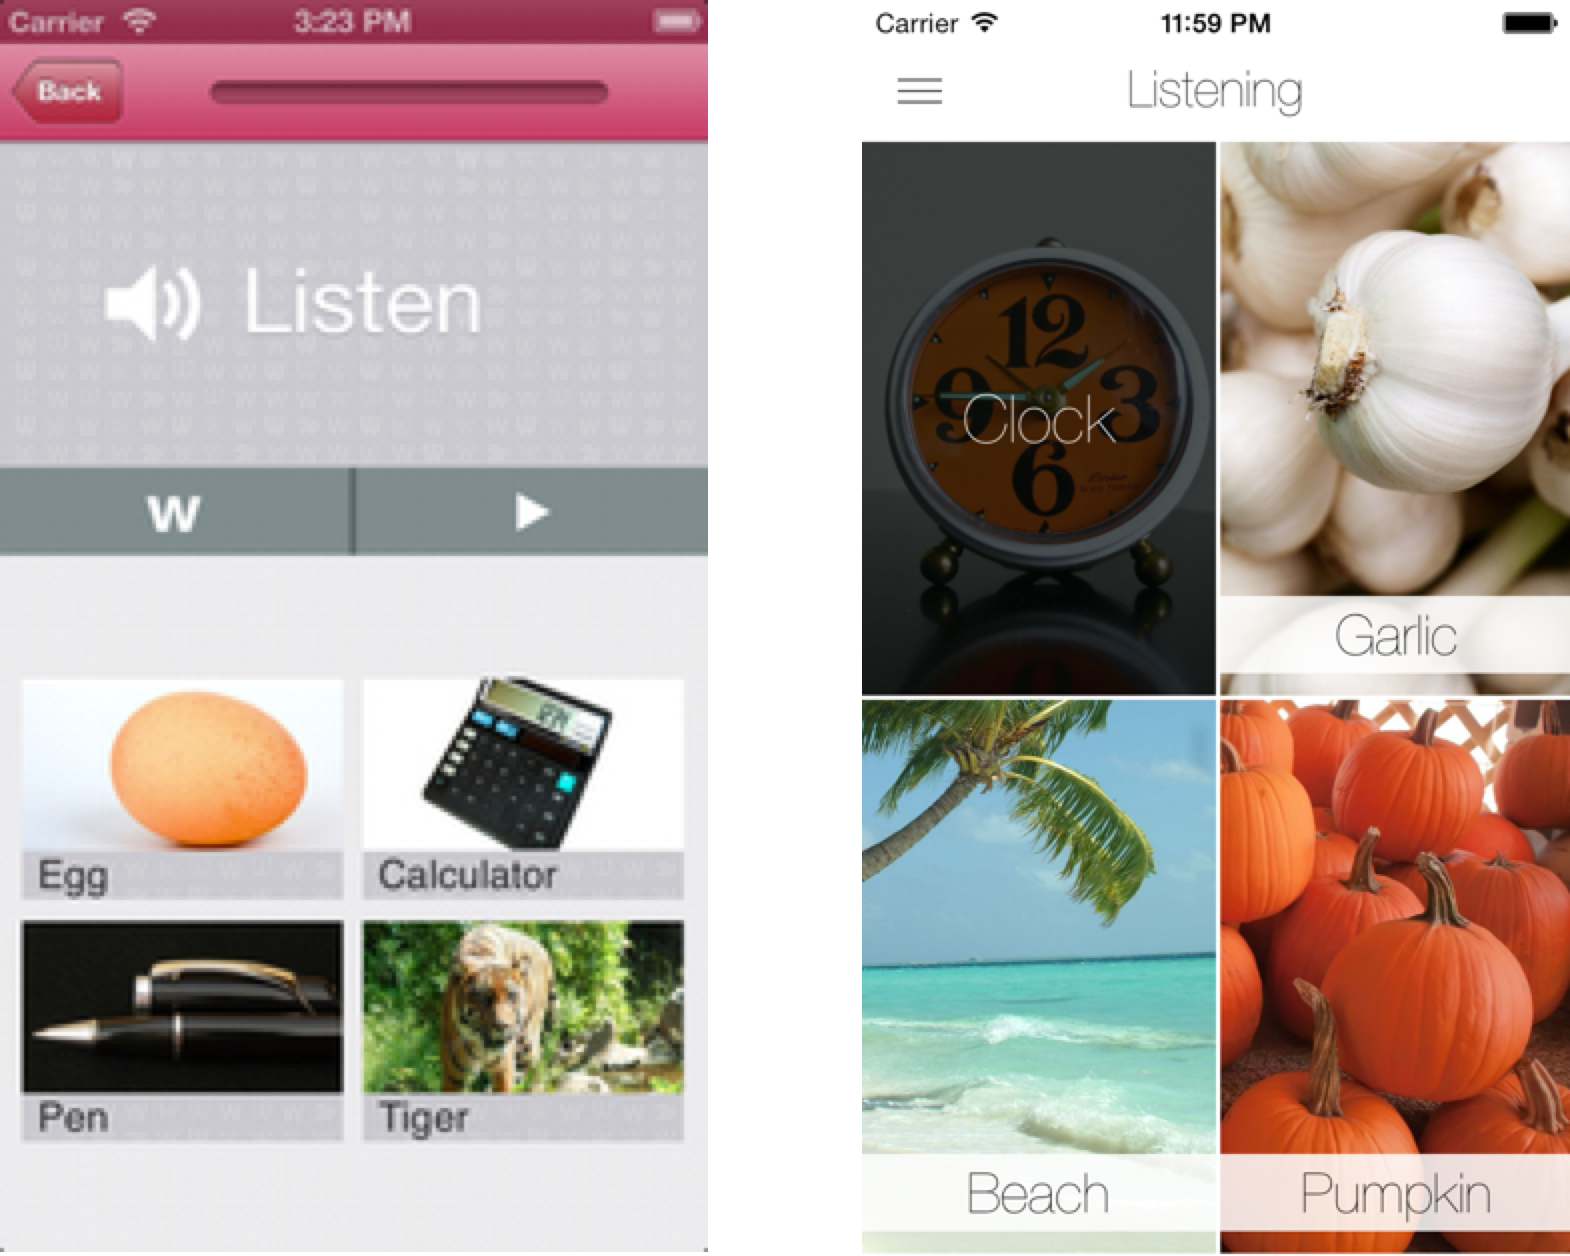 Carrier 3:23 PM
Back
Listen
W
Egg
Calculator
Pen
Tiger
Carrier 11:59 PM
Listening
12
9 3
6
Clock
Garlic
Beach
Pumpkin